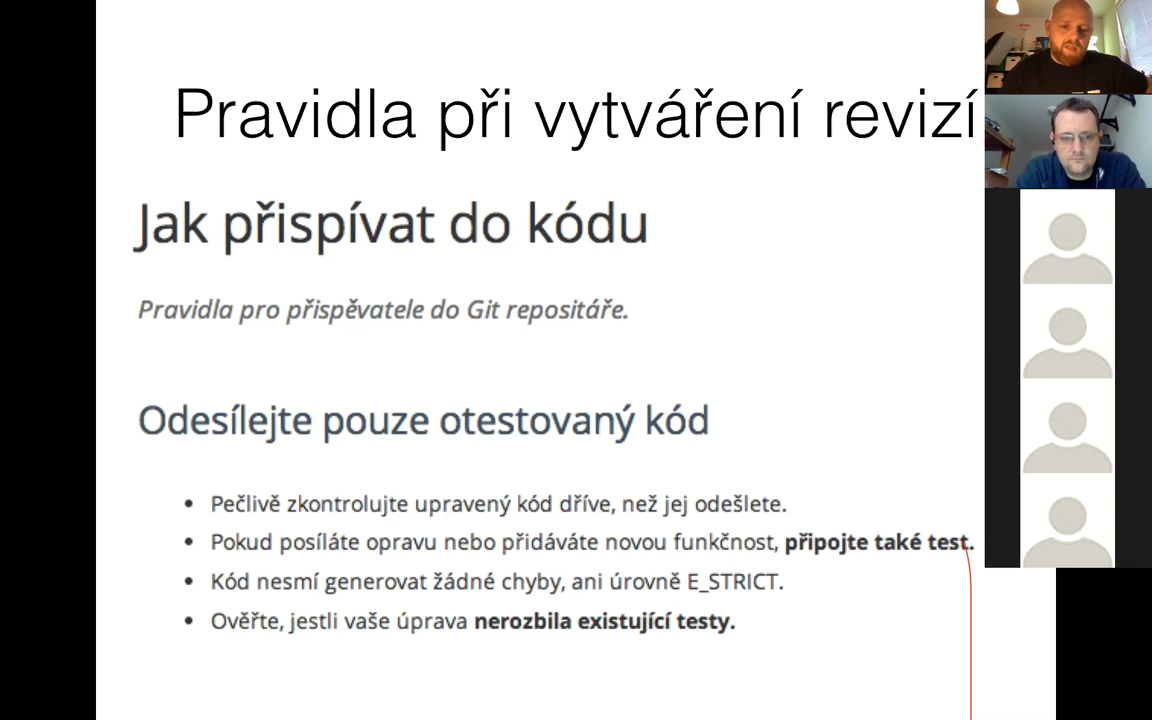 Pravidla při vytváření revizí
Jak přispívat do kódu
Pravidla pro přispěvatele do Git repositáře.
Odesílejte pouze otestovaný kód
• Pečlivě zkontrolujte upravený kód dříve, než jej odešlete.
• Pokud posíláte opravu nebo přidáváte novou funkčnost, připojte také test.
• Kód nesmí generovat žádné chyby, ani úrovně E_STRICT.
• Ověřte, jestli vaše úprava nerozbila existující testy.